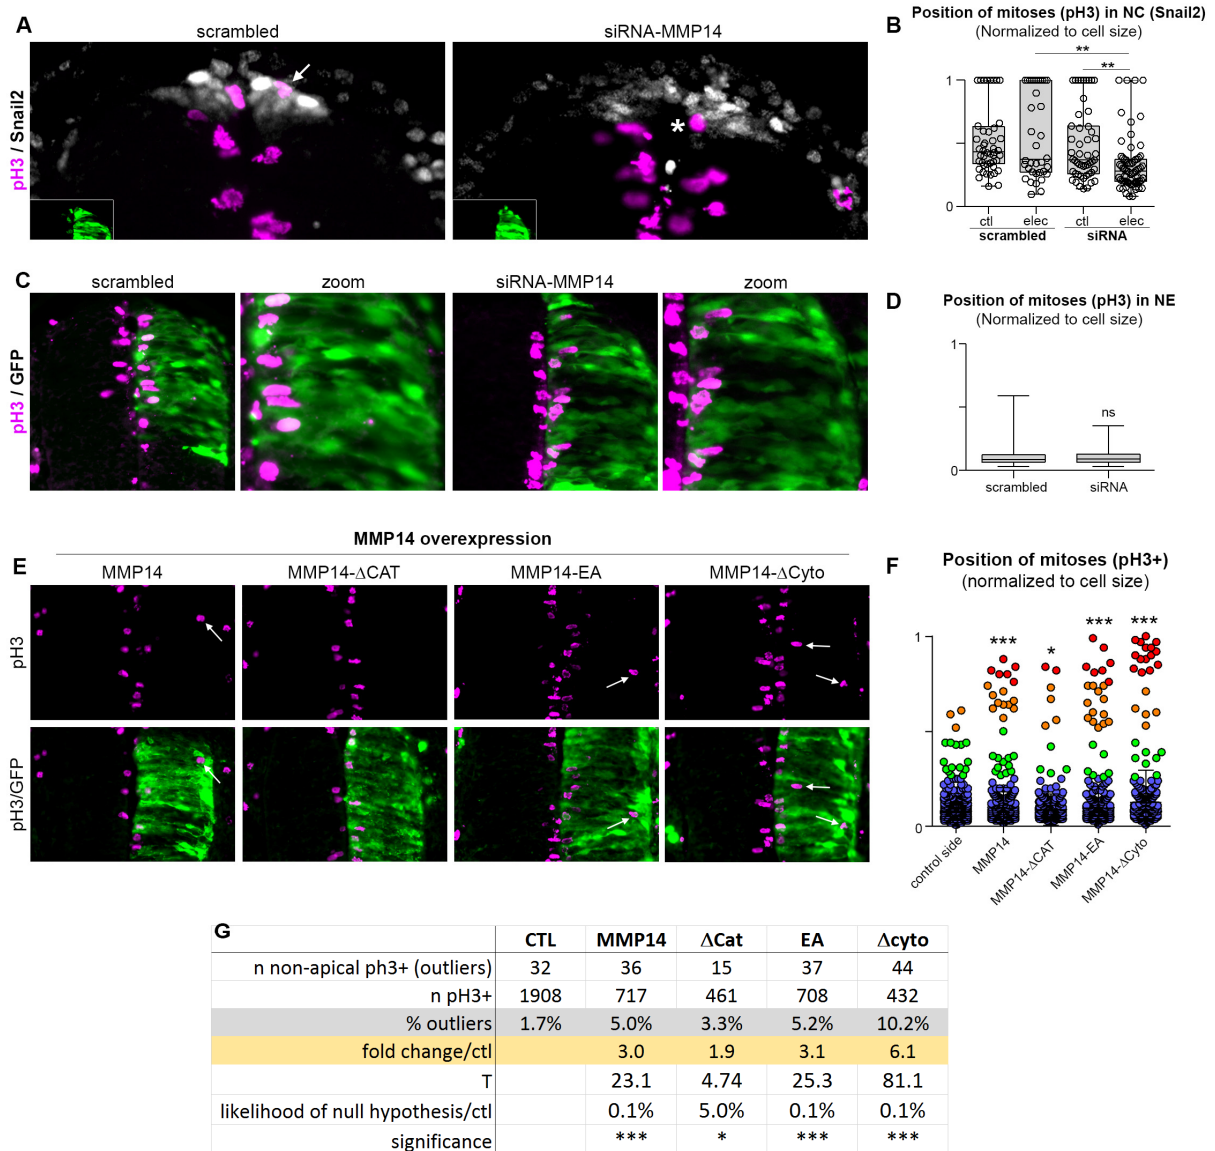 A
scrambled
siRNA-MMP14
pH3 / Snail2
*
B
Position of mitoses (pH3) in NC (Snail2)
(Normalized to cell size)
**
**
1
0
ctl elec ctl elec
scrambled siRNA
C
scrambled
zoom
siRNA-MMP14
zoom
pH3 / GFP
D
Position of mitoses (pH3) in NE
(Normalized to cell size)
1
ns
0
scrambled siRNA
MMP14 overexpression
E
MMP14
MMP14-ΔCAT
MMP14-EA
MMP14-ΔCyto
pH3
pH3/GFP
F
Position of mitoses (pH3+)
(normalized to cell size)
*** * *** ***
1
0
control side
MMP14
MMP14-ΔCAT
MMP14-EA
MMP14-ΔCyto
G
CTL MMP14 ΔCat EA Δcyto
n non-apical ph3+ (outliers) 32 36 15 37 44
n pH3+ 1908 717 461 708 432
% outliers 1.7% 5.0% 3.3% 5.2% 10.2%
fold change/ctl 3.0 1.9 3.1 6.1
T 23.1 4.74 25.3 81.1
likelihood of null hypothesis/ctl 0.1% 5.0% 0.1% 0.1%
significance *** * *** ***